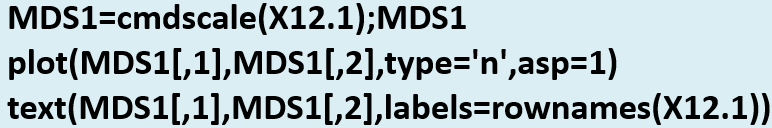 MDS1=cmdscale(X12.1);MDS1
plot(MDS1[,1],MDS1[,2],type='n',asp=1)
text(MDS1[,1],MDS1[,2],labels=rownames(X12.1))